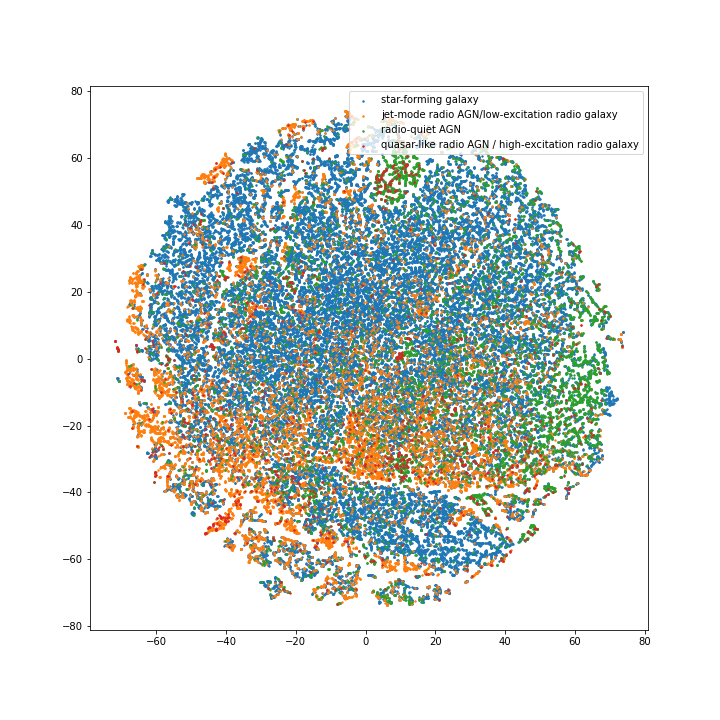 80
60
40
20
0
−20
−40
−60
−80
star-forming galaxy
jet-mode radio AGN/low-excitation radio galaxy
radio-quiet AGN
quasar-like radio AGN / high-excitation radio galaxy
−60 −40 −20 0 20 40 60 80